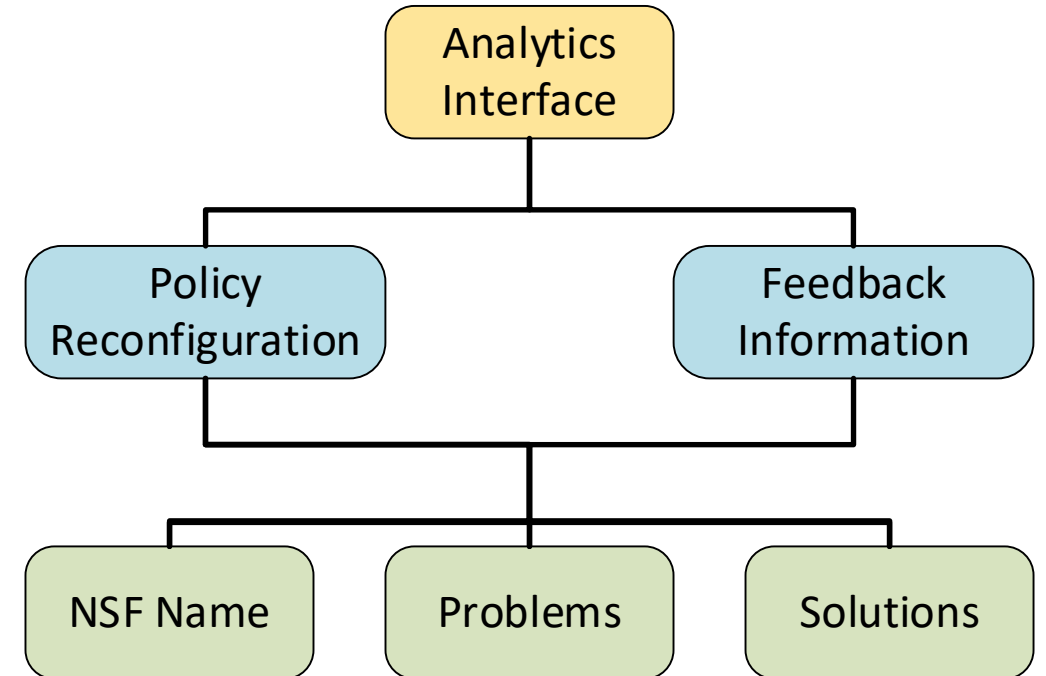 Analytics
Interface
Policy
Reconfiguration
Feedback
Information
NSF Name
Problems
Solutions